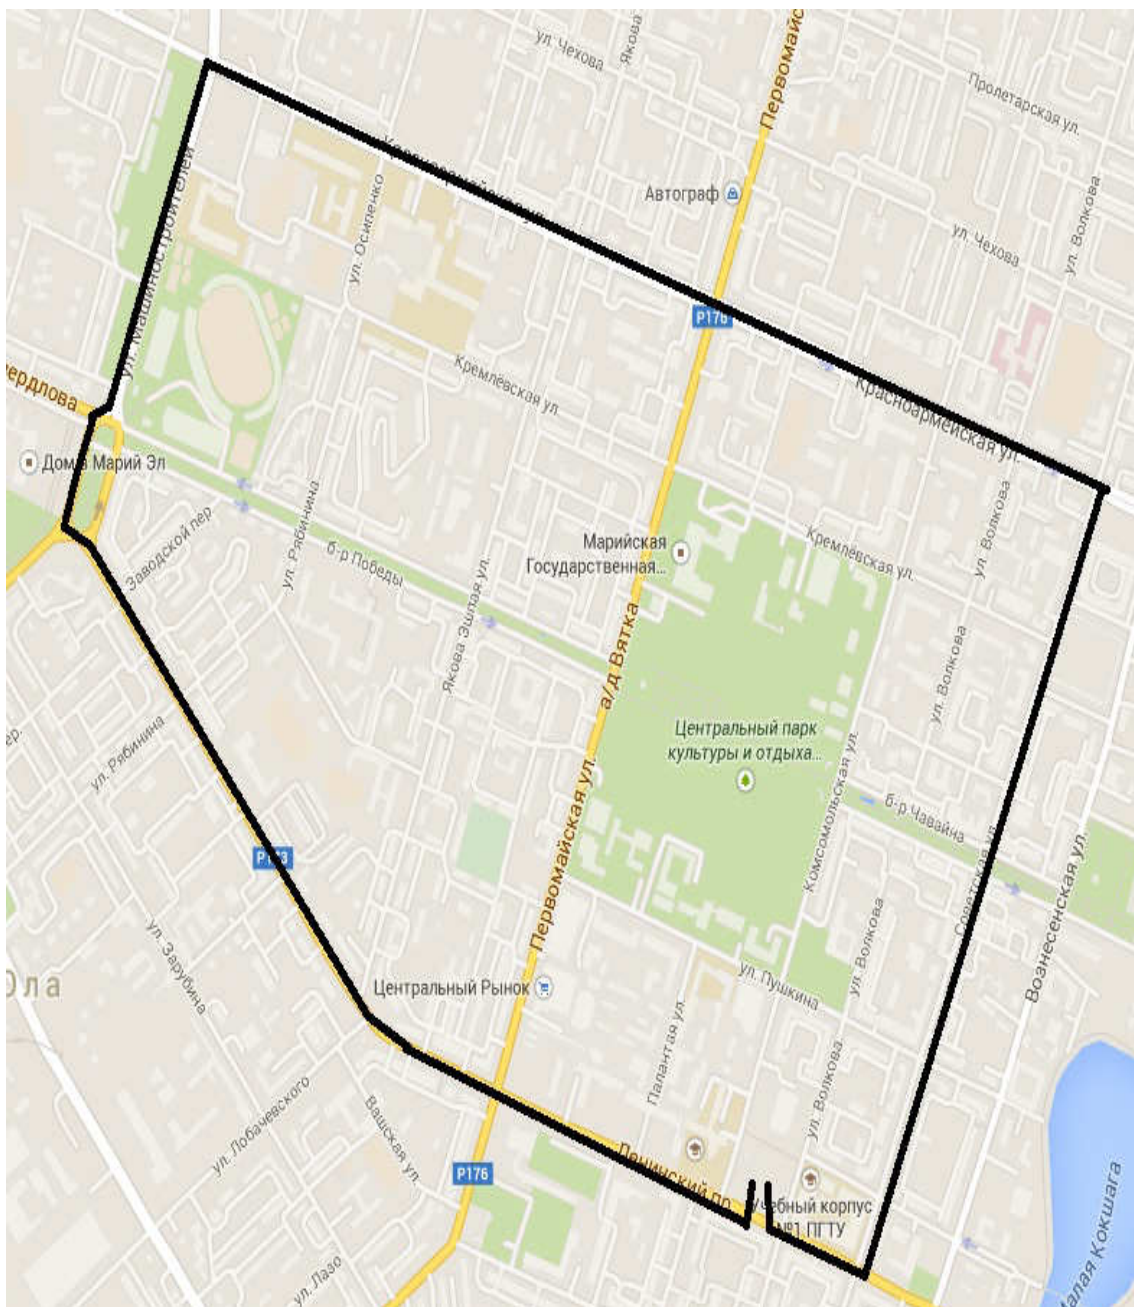 ул. Чехова
Якова
Первомайс
Пролетарская ул.
ул. Волкова
Автограф
ул. Чехова
ул. Осипенко
ул. Машиностроителей
Р176
Красноармейская ул.
Кремлёвская ул.
ердлова
Дом в Марий Эл
Заводской пер
ул. Рябинина
б-р Победы
Якова Эшпая ул.
Марийская
Государственная...
Кремлёвская ул.
ул. Волкова
ул. Волкова
а/д Вятка
Центральный парк
культуры и отдыха...
Комсомольская ул.
б-р Чавайна
Советская ул.
Вознесенская ул.
ер.
ул. Рябинина
Первомайская ул.
ул. Зарубина
Ола
Центральный Рынок
ул. Пушкина
ул. Волкова
Палантая ул.
ул. Волкова
ул. Лобачевского
Вашская ул.
Р176
Ленинский пр
Учебный корпус
№1 ПГТУ
ул. Лазо
алая Кокшага